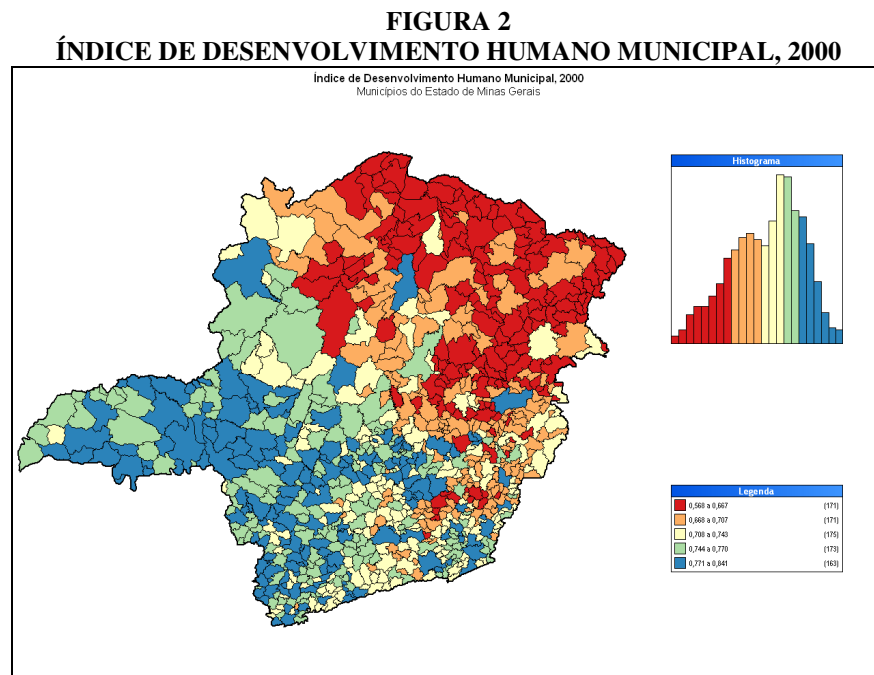 FIGURA 2
ÍNDICE DE DESENVOLVIMENTO HUMANO MUNICIPAL, 2000
Índice de Desenvolvimento Humano Municipal, 2000
Municípios do Estado de Minas Gerais
Histograma
Legenda
0,568 a 0,667 (171)
0,668 a 0,707 (171)
0,708 a 0,743 (175)
0,744 a 0,770 (173)
0,771 a 0,841 (163)